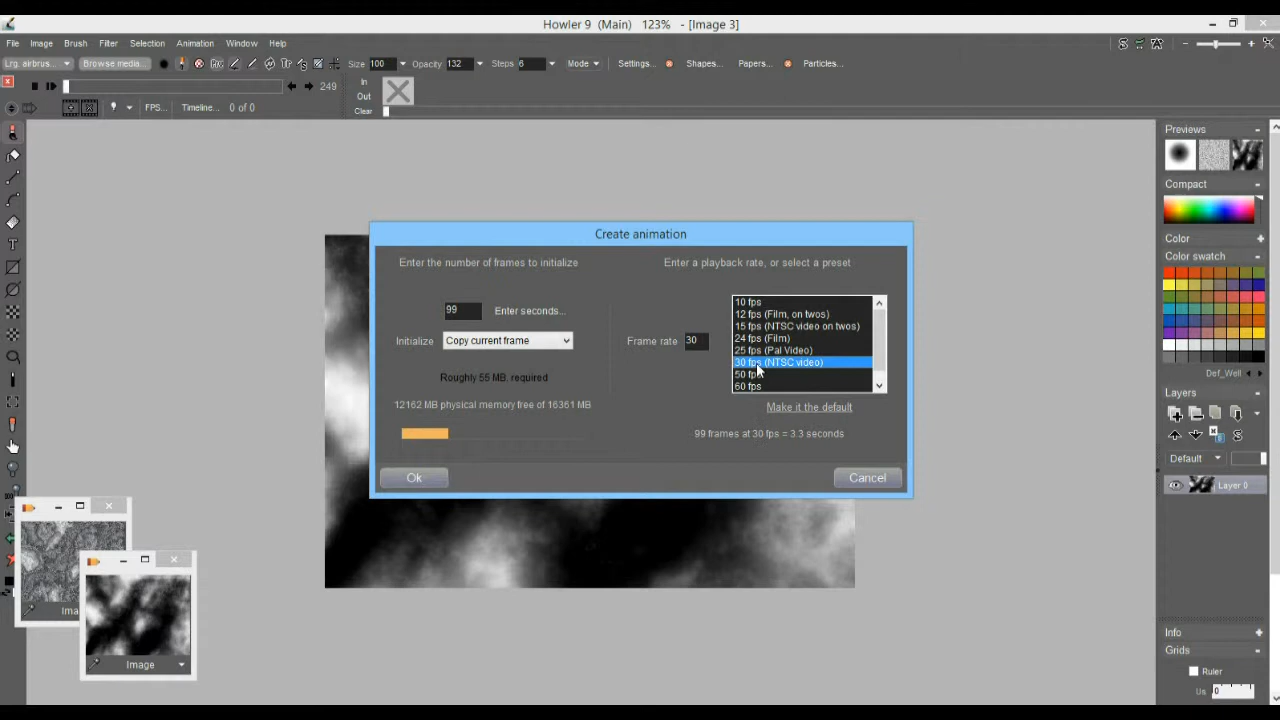 Howler 9 (Main) 123% - [Image 3]
File Image Brush Filter Selection Animation Window Help
Lrg. airbrus... Browse media... Size 100 Opacity 132 Steps 6 Mode Settings... Shapes... Papers... Particles...
249
In
Out
Clear
FPS... Timeline... 0 of 0
Create animation
Enter the number of frames to initialize
99 Enter seconds...
Initialize Copy current frame
Roughly 55 MB. required
12162 MB physical memory free of 16361 MB
Ok
Enter a playback rate, or select a preset
Frame rate 30
10 fps
12 fps (Film, on twos)
15 fps (NTSC video on twos)
24 fps (Film)
25 fps (Pal Video)
30 fps (NTSC video)
50 fps
60 fps
Make it the default
99 frames at 30 fps = 3.3 seconds
Cancel
Previews
Compact
Color
Color swatch
Def_Well
Layers
Default
Layer 0
Info
Grids
Ruler
Us 0
Ima
Image